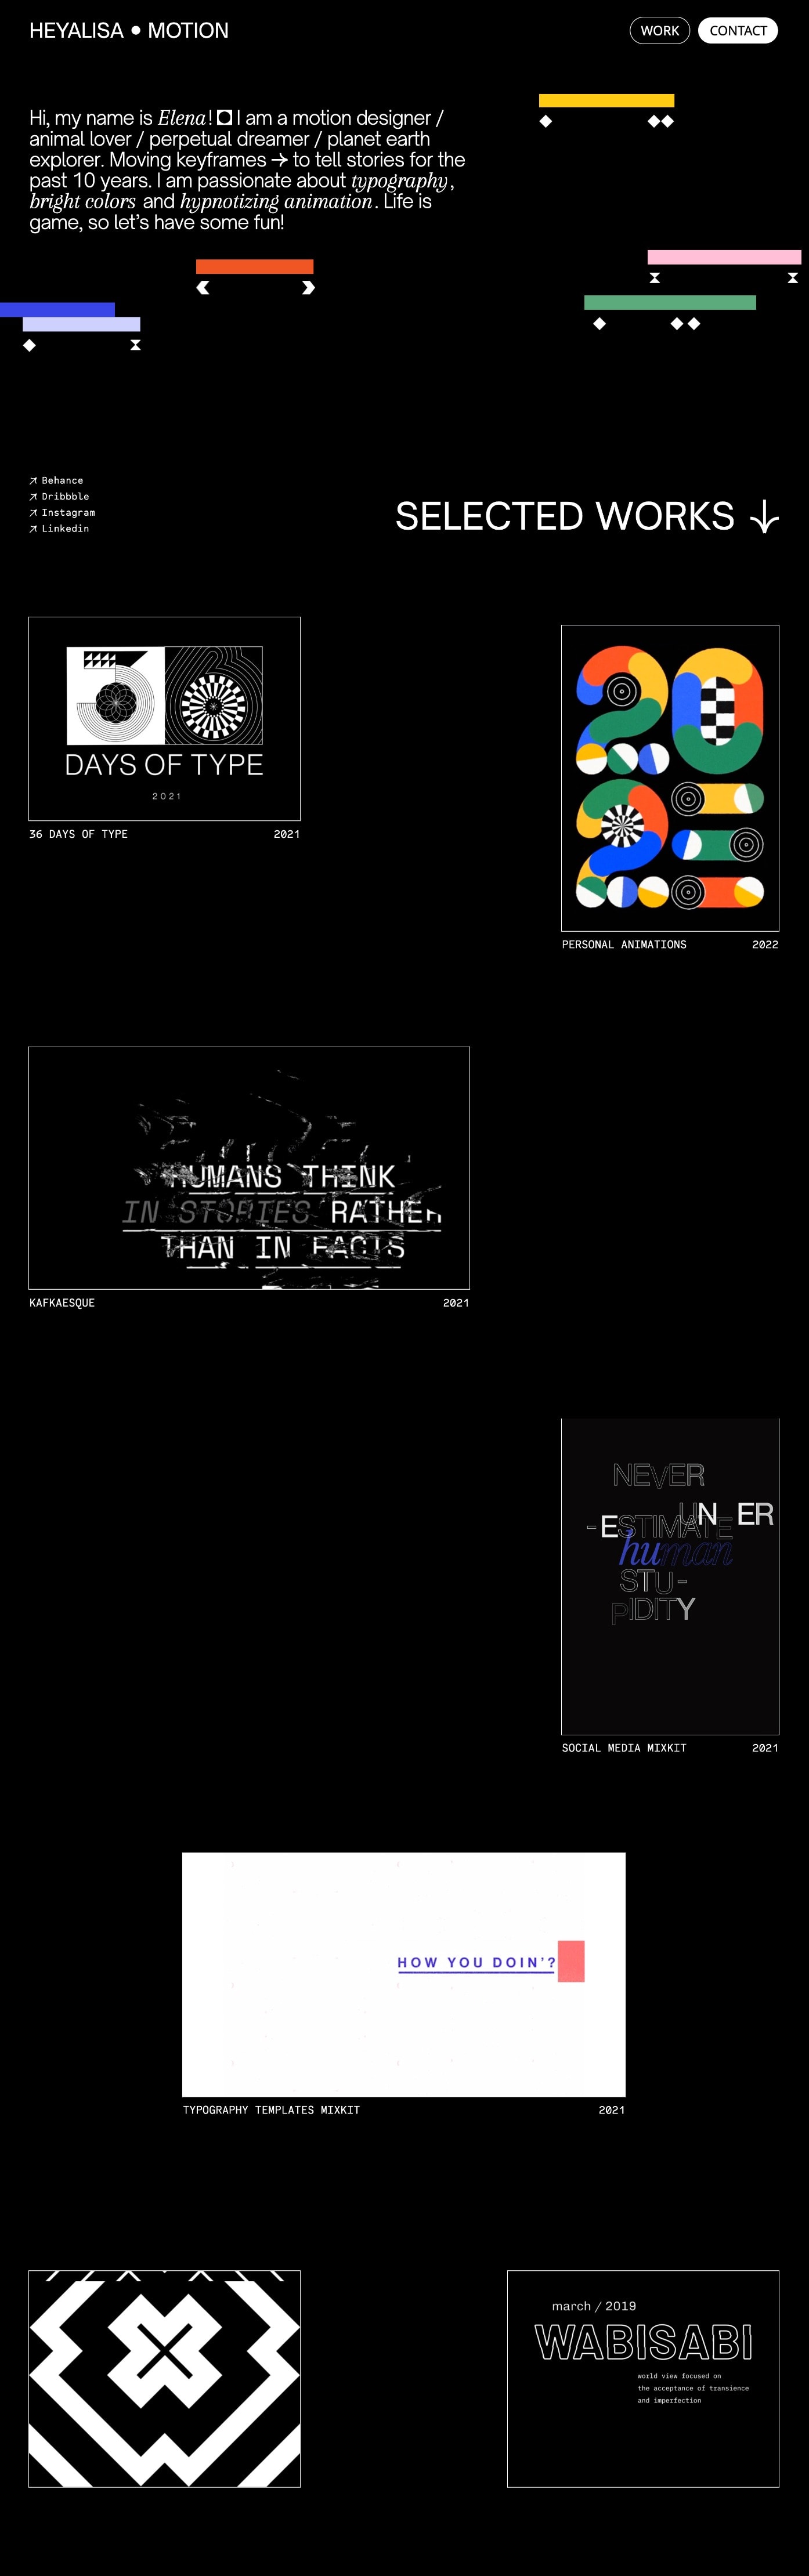 HEYALISA ● MOTION
WORK
CONTACT
Hi, my name is Elena! I am a motion designer /
animal lover / perpetual dreamer / planet earth
explorer. Moving keyframes → to tell stories for the
past 10 years. I am passionate about typography,
bright colors and hypnotizing animation. Life is
game, so let’s have some fun!
↗ Behance
↗ Dribbble
↗ Instagram
↗ Linkedin
SELECTED WORKS ↓
36
DAYS OF TYPE
2021
36 DAYS OF TYPE
2021
20
22
PERSONAL ANIMATIONS
2022
HUMANS THINK
IN STORIES RATHER
THAN IN FACTS
KAFKAESQUE
2021
NEVER
UN ER
-ESTIMATE
human
STU-
PIDITY
SOCIAL MEDIA MIXKIT
2021
HOW YOU DOIN’?
TYPOGRAPHY TEMPLATES MIXKIT
2021
march / 2019
WABISABI
world view focused on
the acceptance of transience
and imperfection